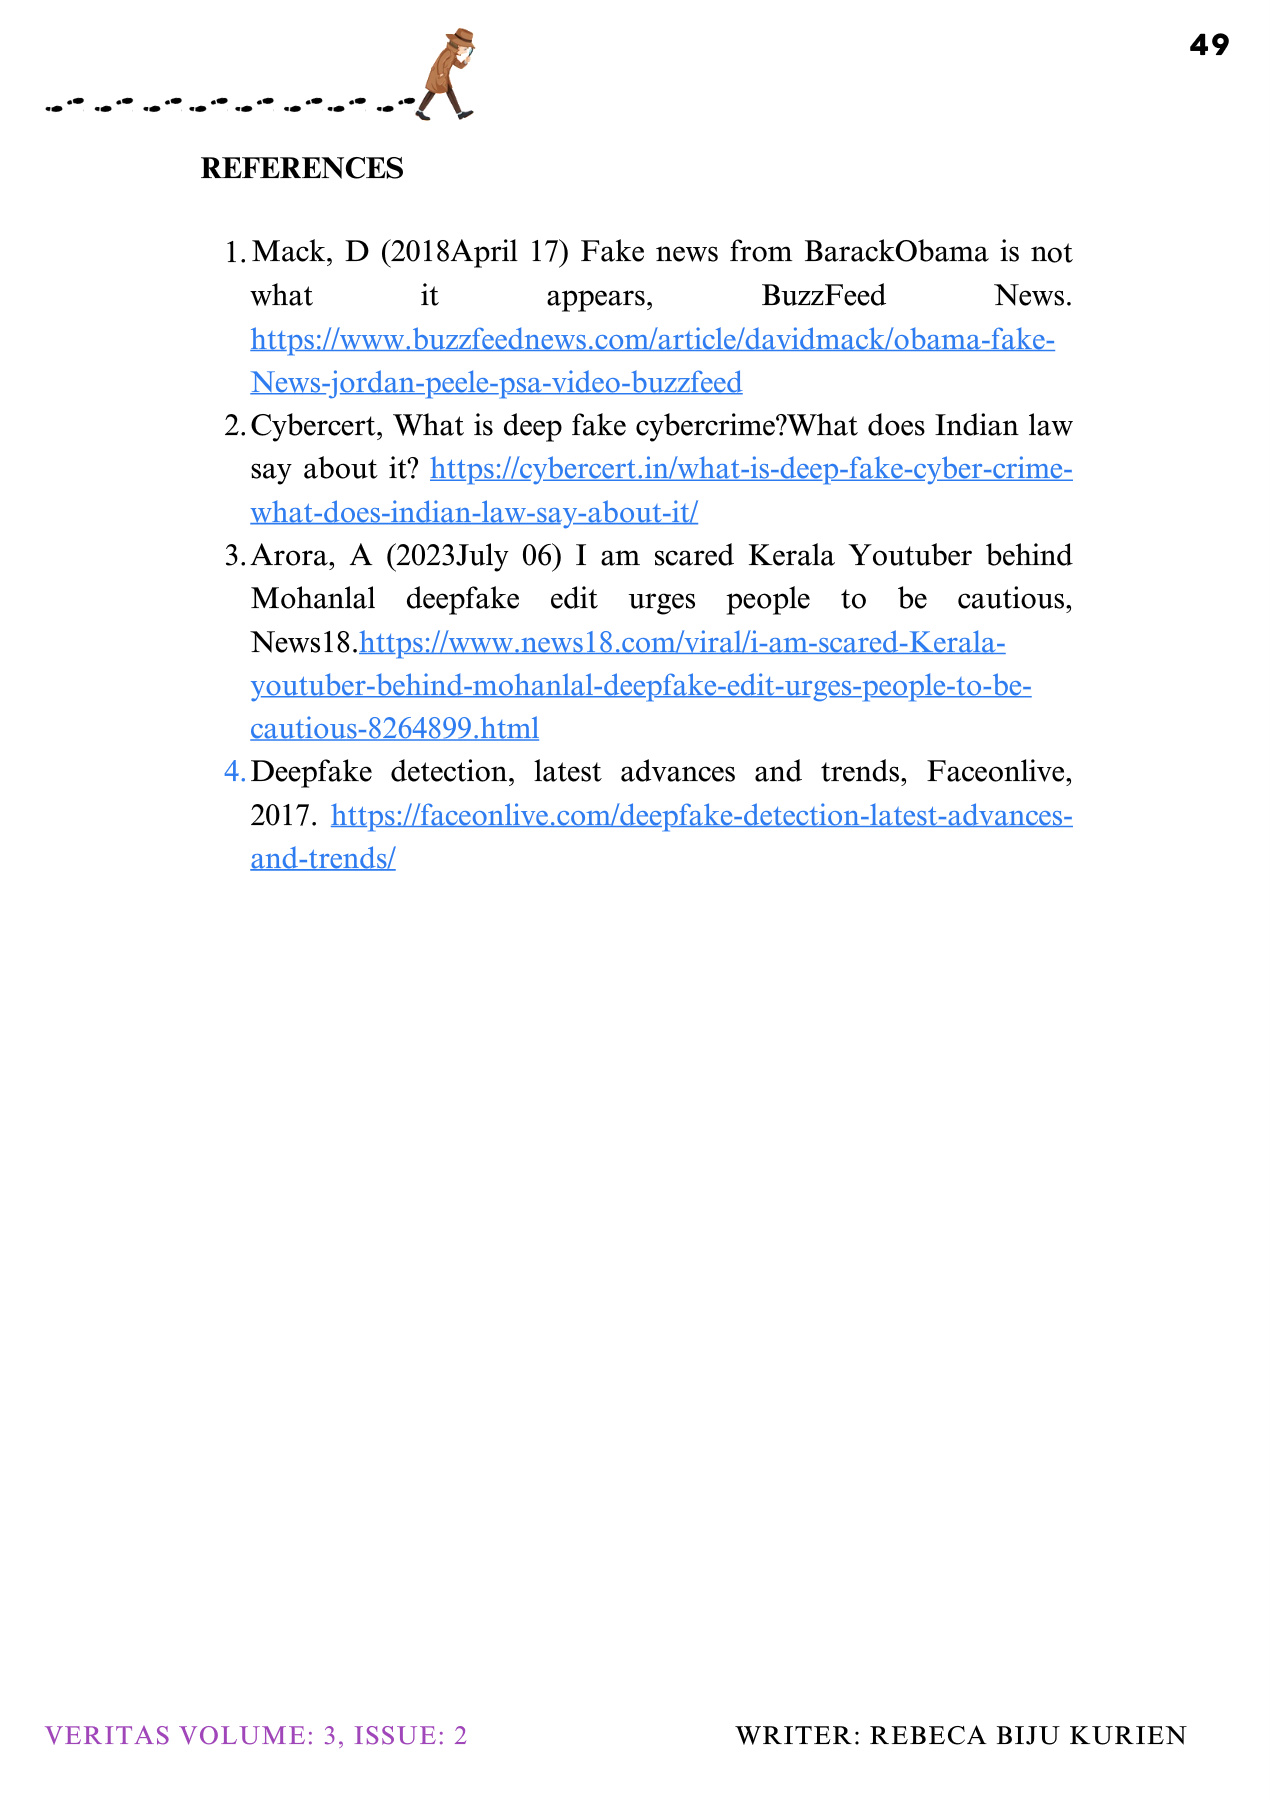 49
REFERENCES
1. Mack, D (2018April 17) Fake news from BarackObama is not
what it appears, BuzzFeed News.
https://www.buzzfeednews.com/article/davidmack/obama-fake-
News-jordan-peele-psa-video-buzzfeed
2. Cybercert, What is deep fake cybercrime?What does Indian law
say about it? https://cybercert.in/what-is-deep-fake-cyber-crime-
what-does-indian-law-say-about-it/
3. Arora, A (2023July 06) I am scared Kerala Youtuber behind
Mohanlal deepfake edit urges people to be cautious,
News18.https://www.news18.com/viral/i-am-scared-Kerala-
youtuber-behind-mohanlal-deepfake-edit-urges-people-to-be-
cautious-8264899.html
4. Deepfake detection, latest advances and trends, Faceonlive,
2017. https://faceonlive.com/deepfake-detection-latest-advances-
and-trends/
VERITAS VOLUME: 3, ISSUE: 2
WRITER: REBECA BIJU KURIEN